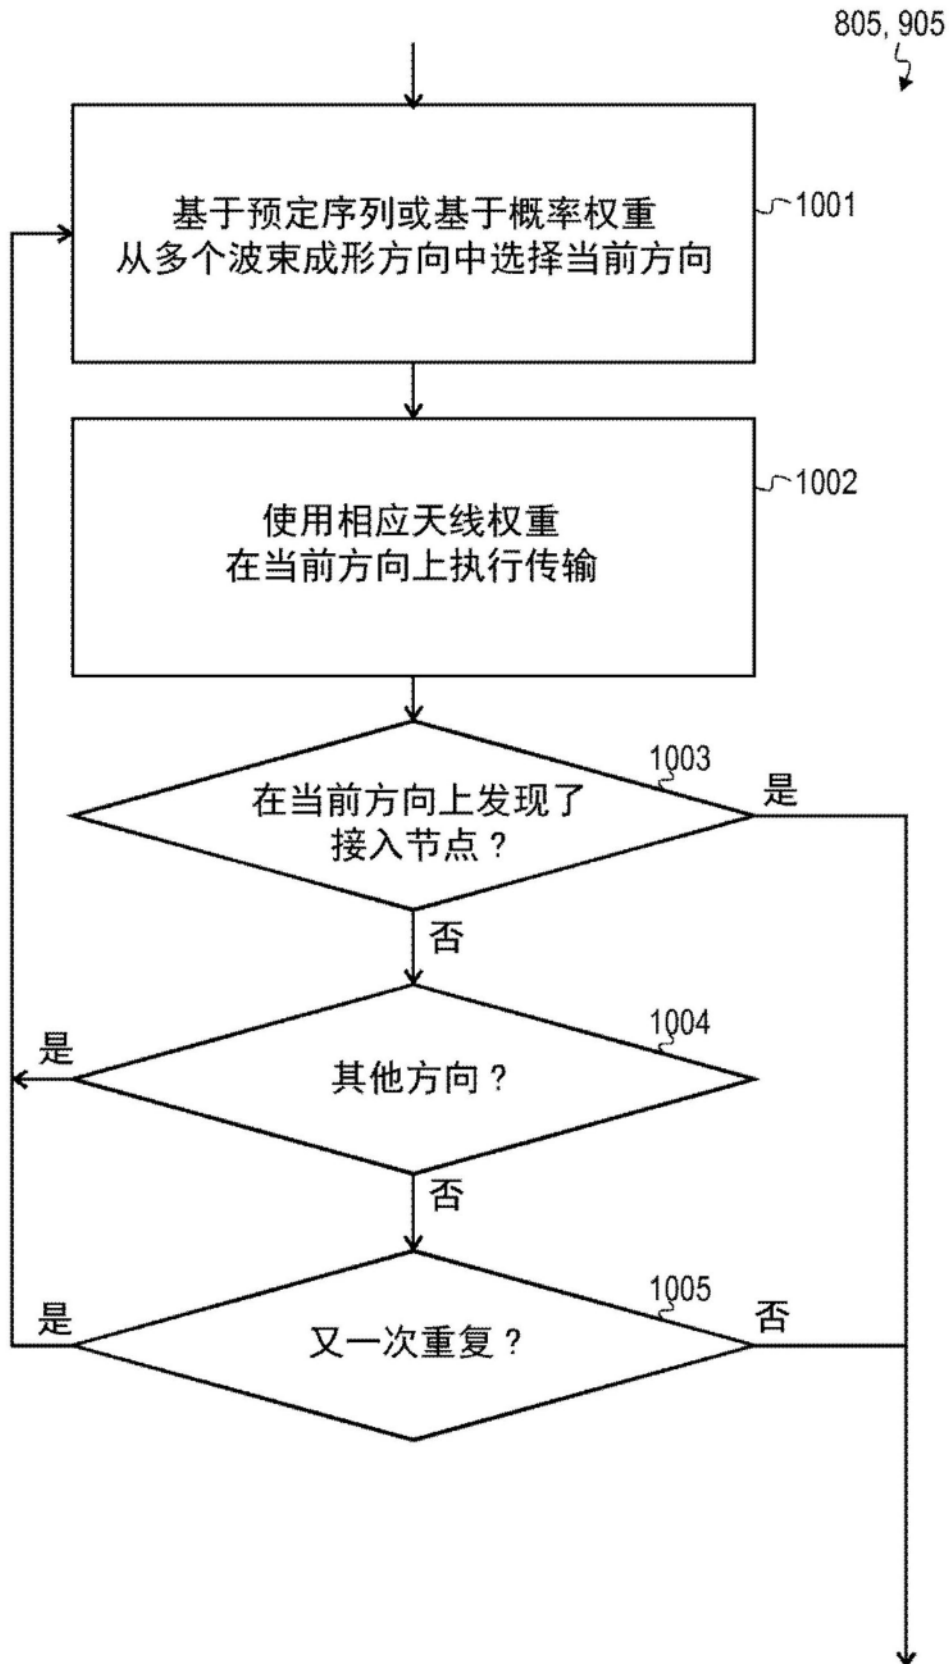 805, 905
基于预定序列或基于概率权重
从多个波束成形方向中选择当前方向
1001
使用相应天线权重
在当前方向上执行传输
1002
在当前方向上发现了
接入节点？
1003
是
否
其他方向？
1004
是
否
又一次重复？
1005
是
否